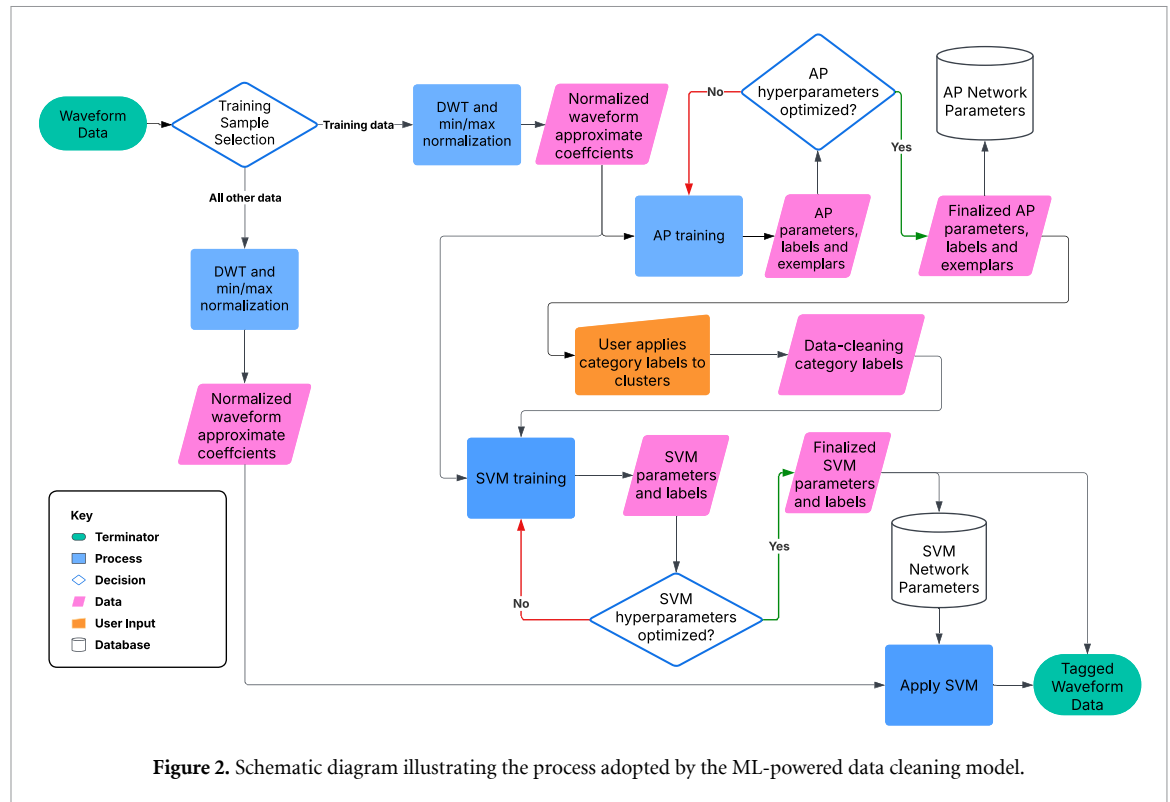 Waveform
Data
Training
Sample
Selection
Training data
DWT and
min/max
normalization
Normalized
waveform
approximate
coeffcients
No
AP
hyperparameters
optimized?
Yes
AP Network
Parameters
AP training
AP
parameters,
labels and
exemplars
Finalized AP
parameters,
labels and
exemplars
All other data
DWT and
min/max
normalization
Normalized
waveform
approximate
coeffcients
User applies
category labels to
clusters
Data-cleaning
category labels
SVM training
SVM
parameters
and labels
Finalized
SVM
parameters
and labels
Yes
No
SVM
hyperparameters
optimized?
SVM
Network
Parameters
Apply SVM
Tagged
Waveform
Data
Key
Terminator
Process
Decision
Data
User Input
Database
Figure 2. Schematic diagram illustrating the process adopted by the ML-powered data cleaning model.